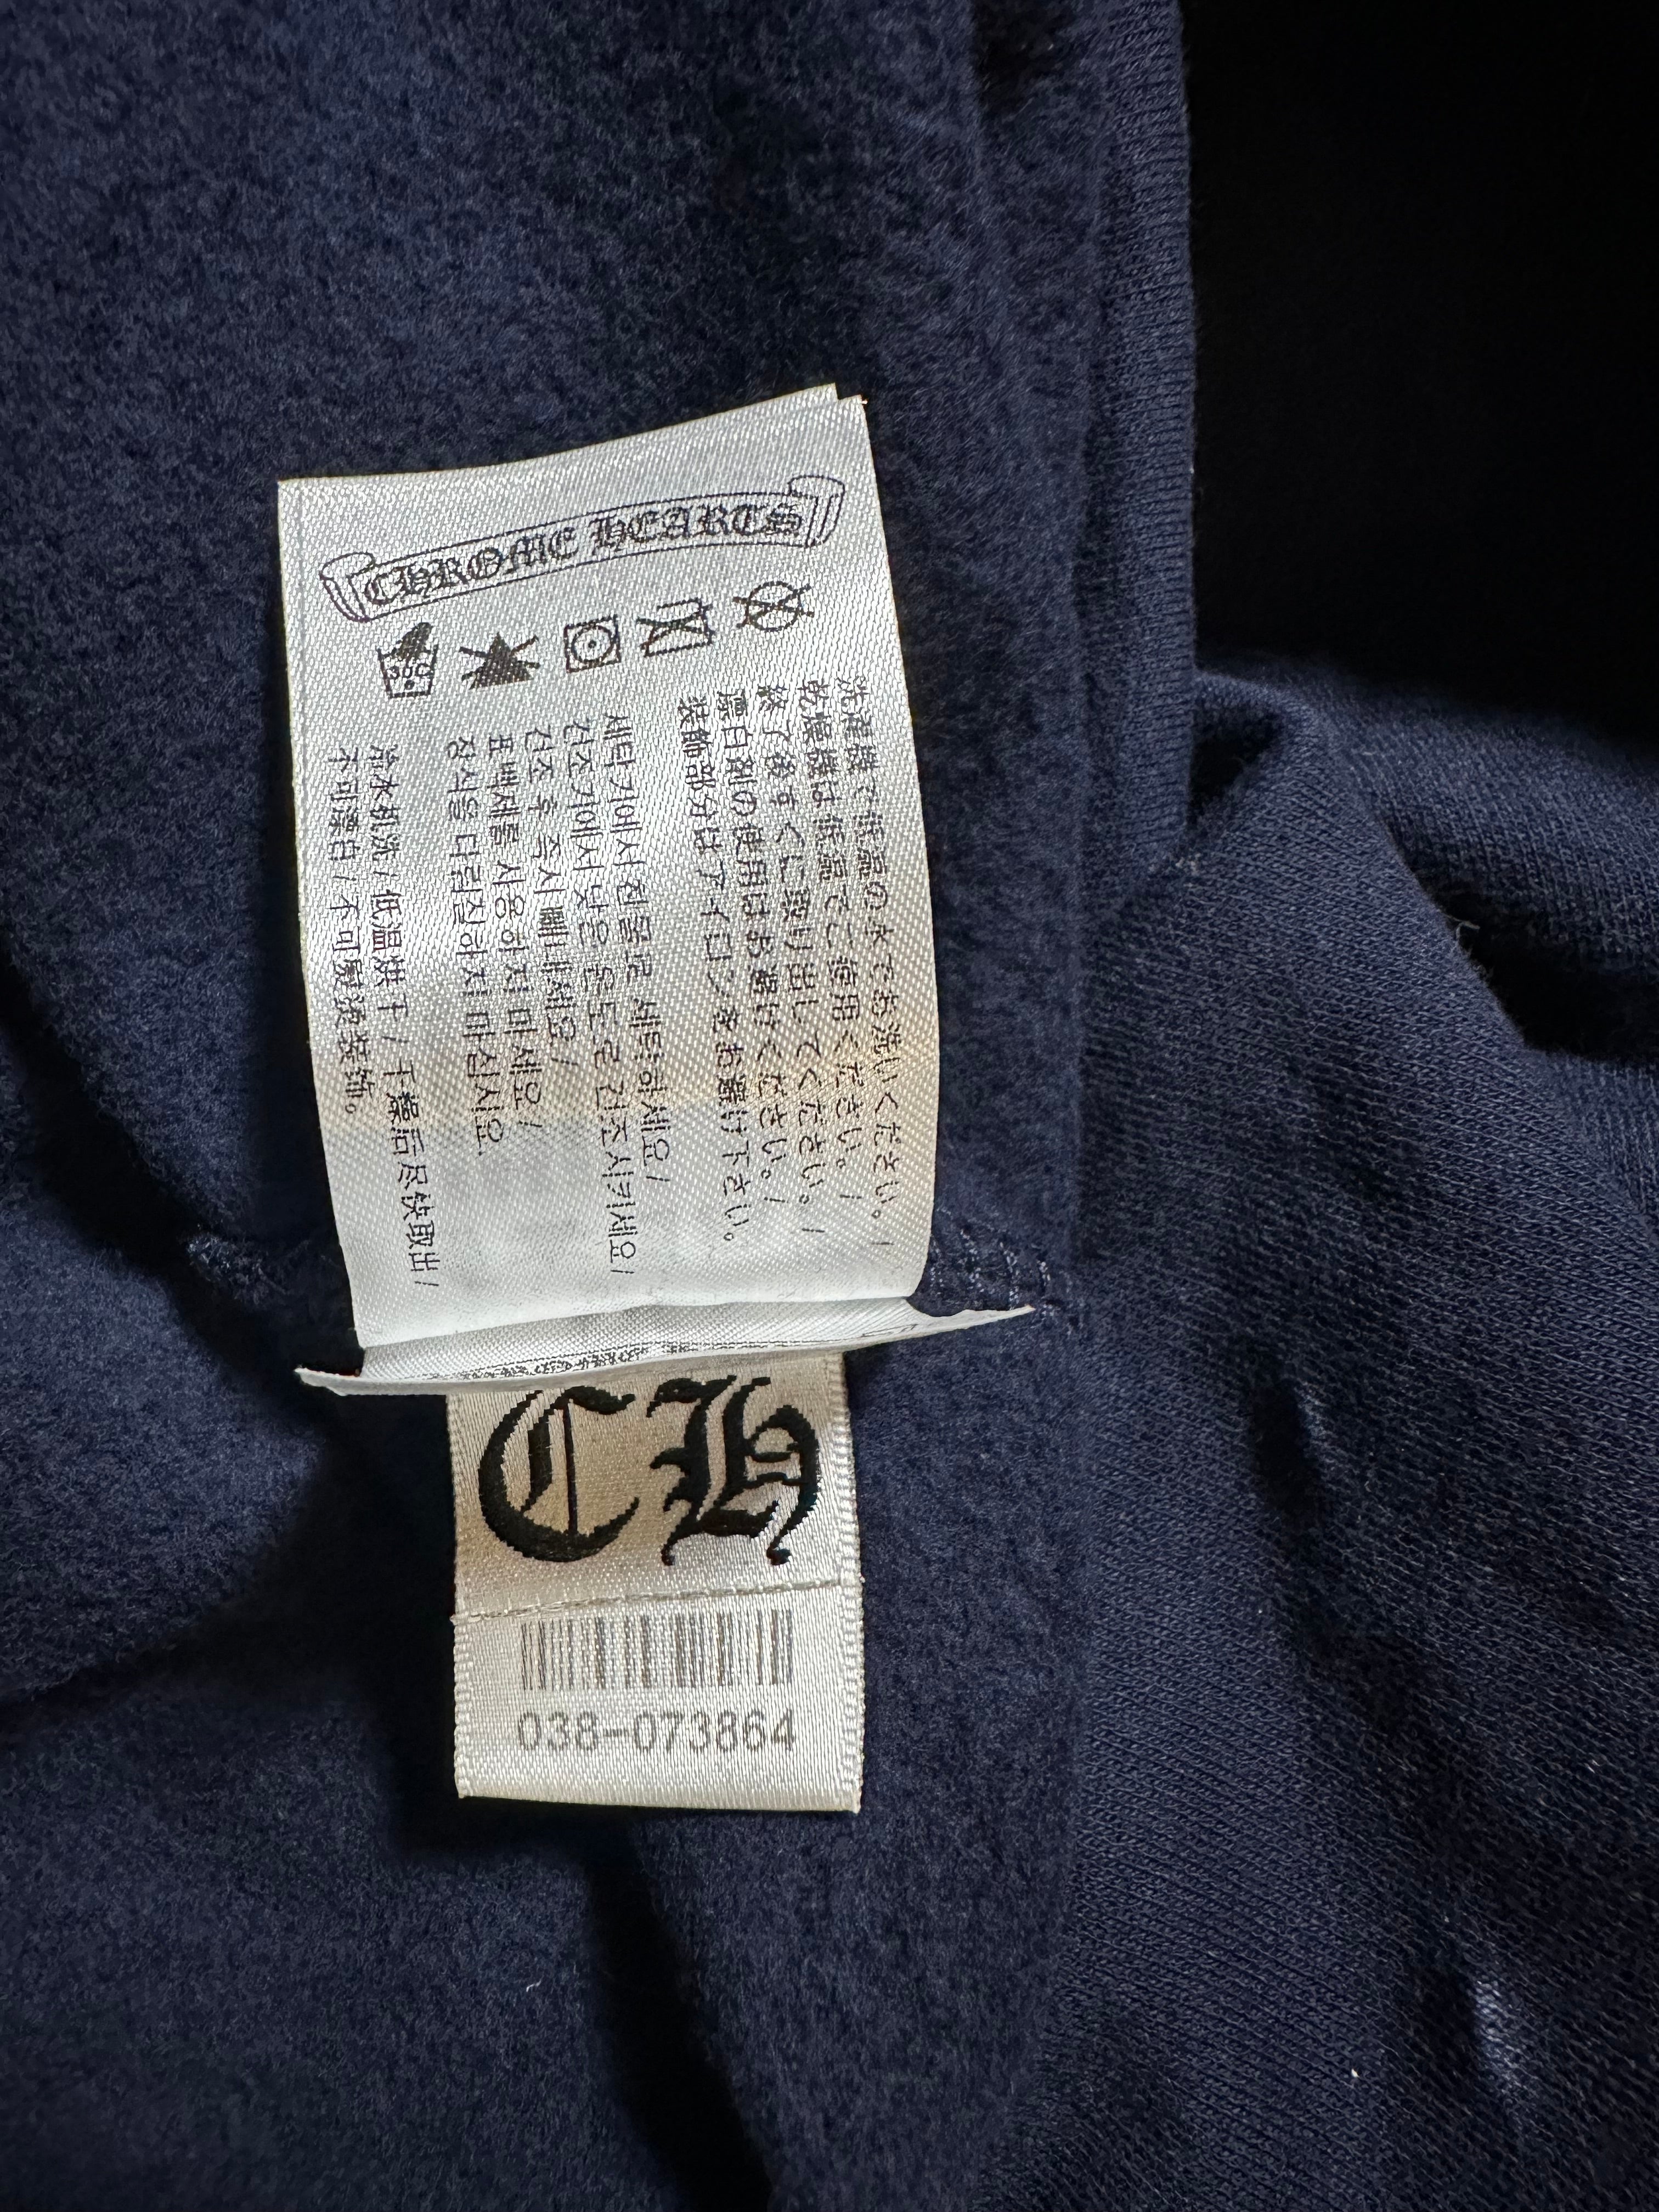 CHROME HEARTS
洗濯機で低温の水でお洗いください。/
乾燥機は低温でご使用ください。/
終了後すぐに取り出してください。/
漂白剤の使用はお避けください。/
装飾部分はアイロンをお避け下さい。
세탁기에서 찬물로 세탁하세요/
건조기에서 낮은 온도로 건조시키세요/
건조 후 즉시 빼내세요/
표백제를 사용하지 마세요/
장식을 다림질하지 마십시오.
冷水机洗/低温烘干/干燥后尽快取出/
不可漂白/不可熨烫装饰。
CH
038-073864